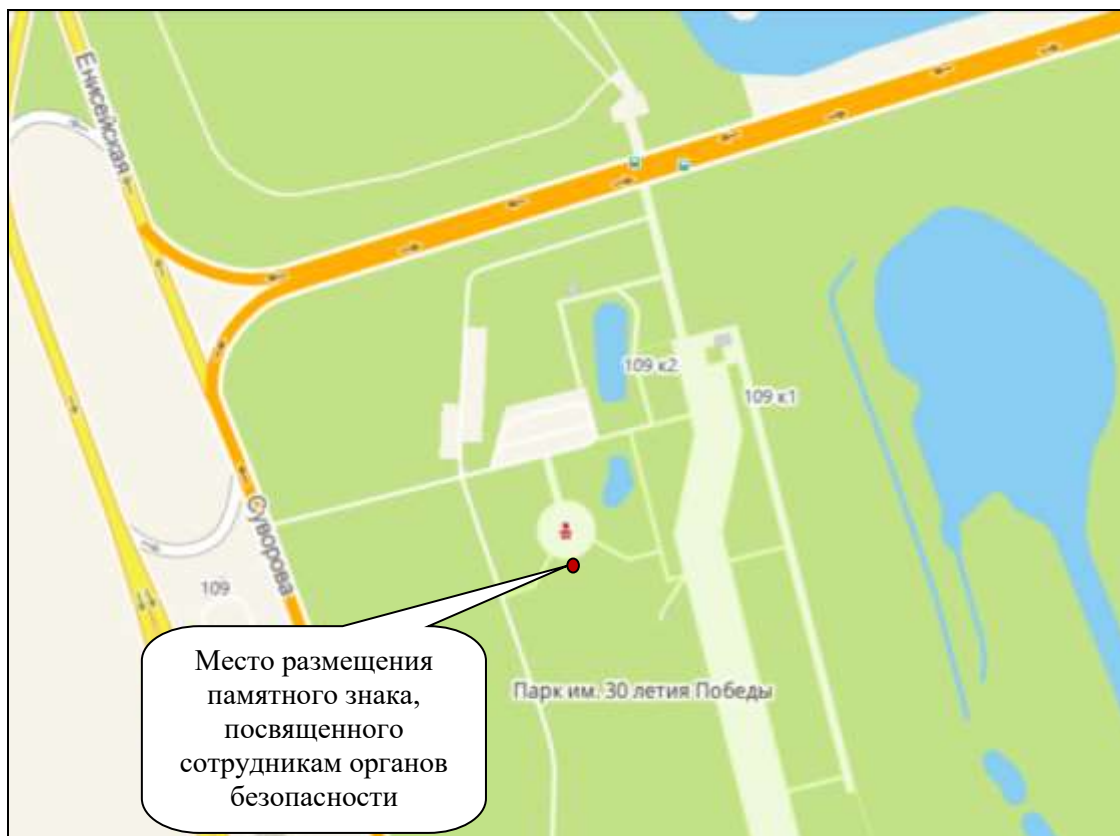 Енисейская
109 к2
109 к1
Суворова
109
Парк им. 30 летия Победы
Место размещения
памятного знака,
посвященного
сотрудникам органов
безопасности